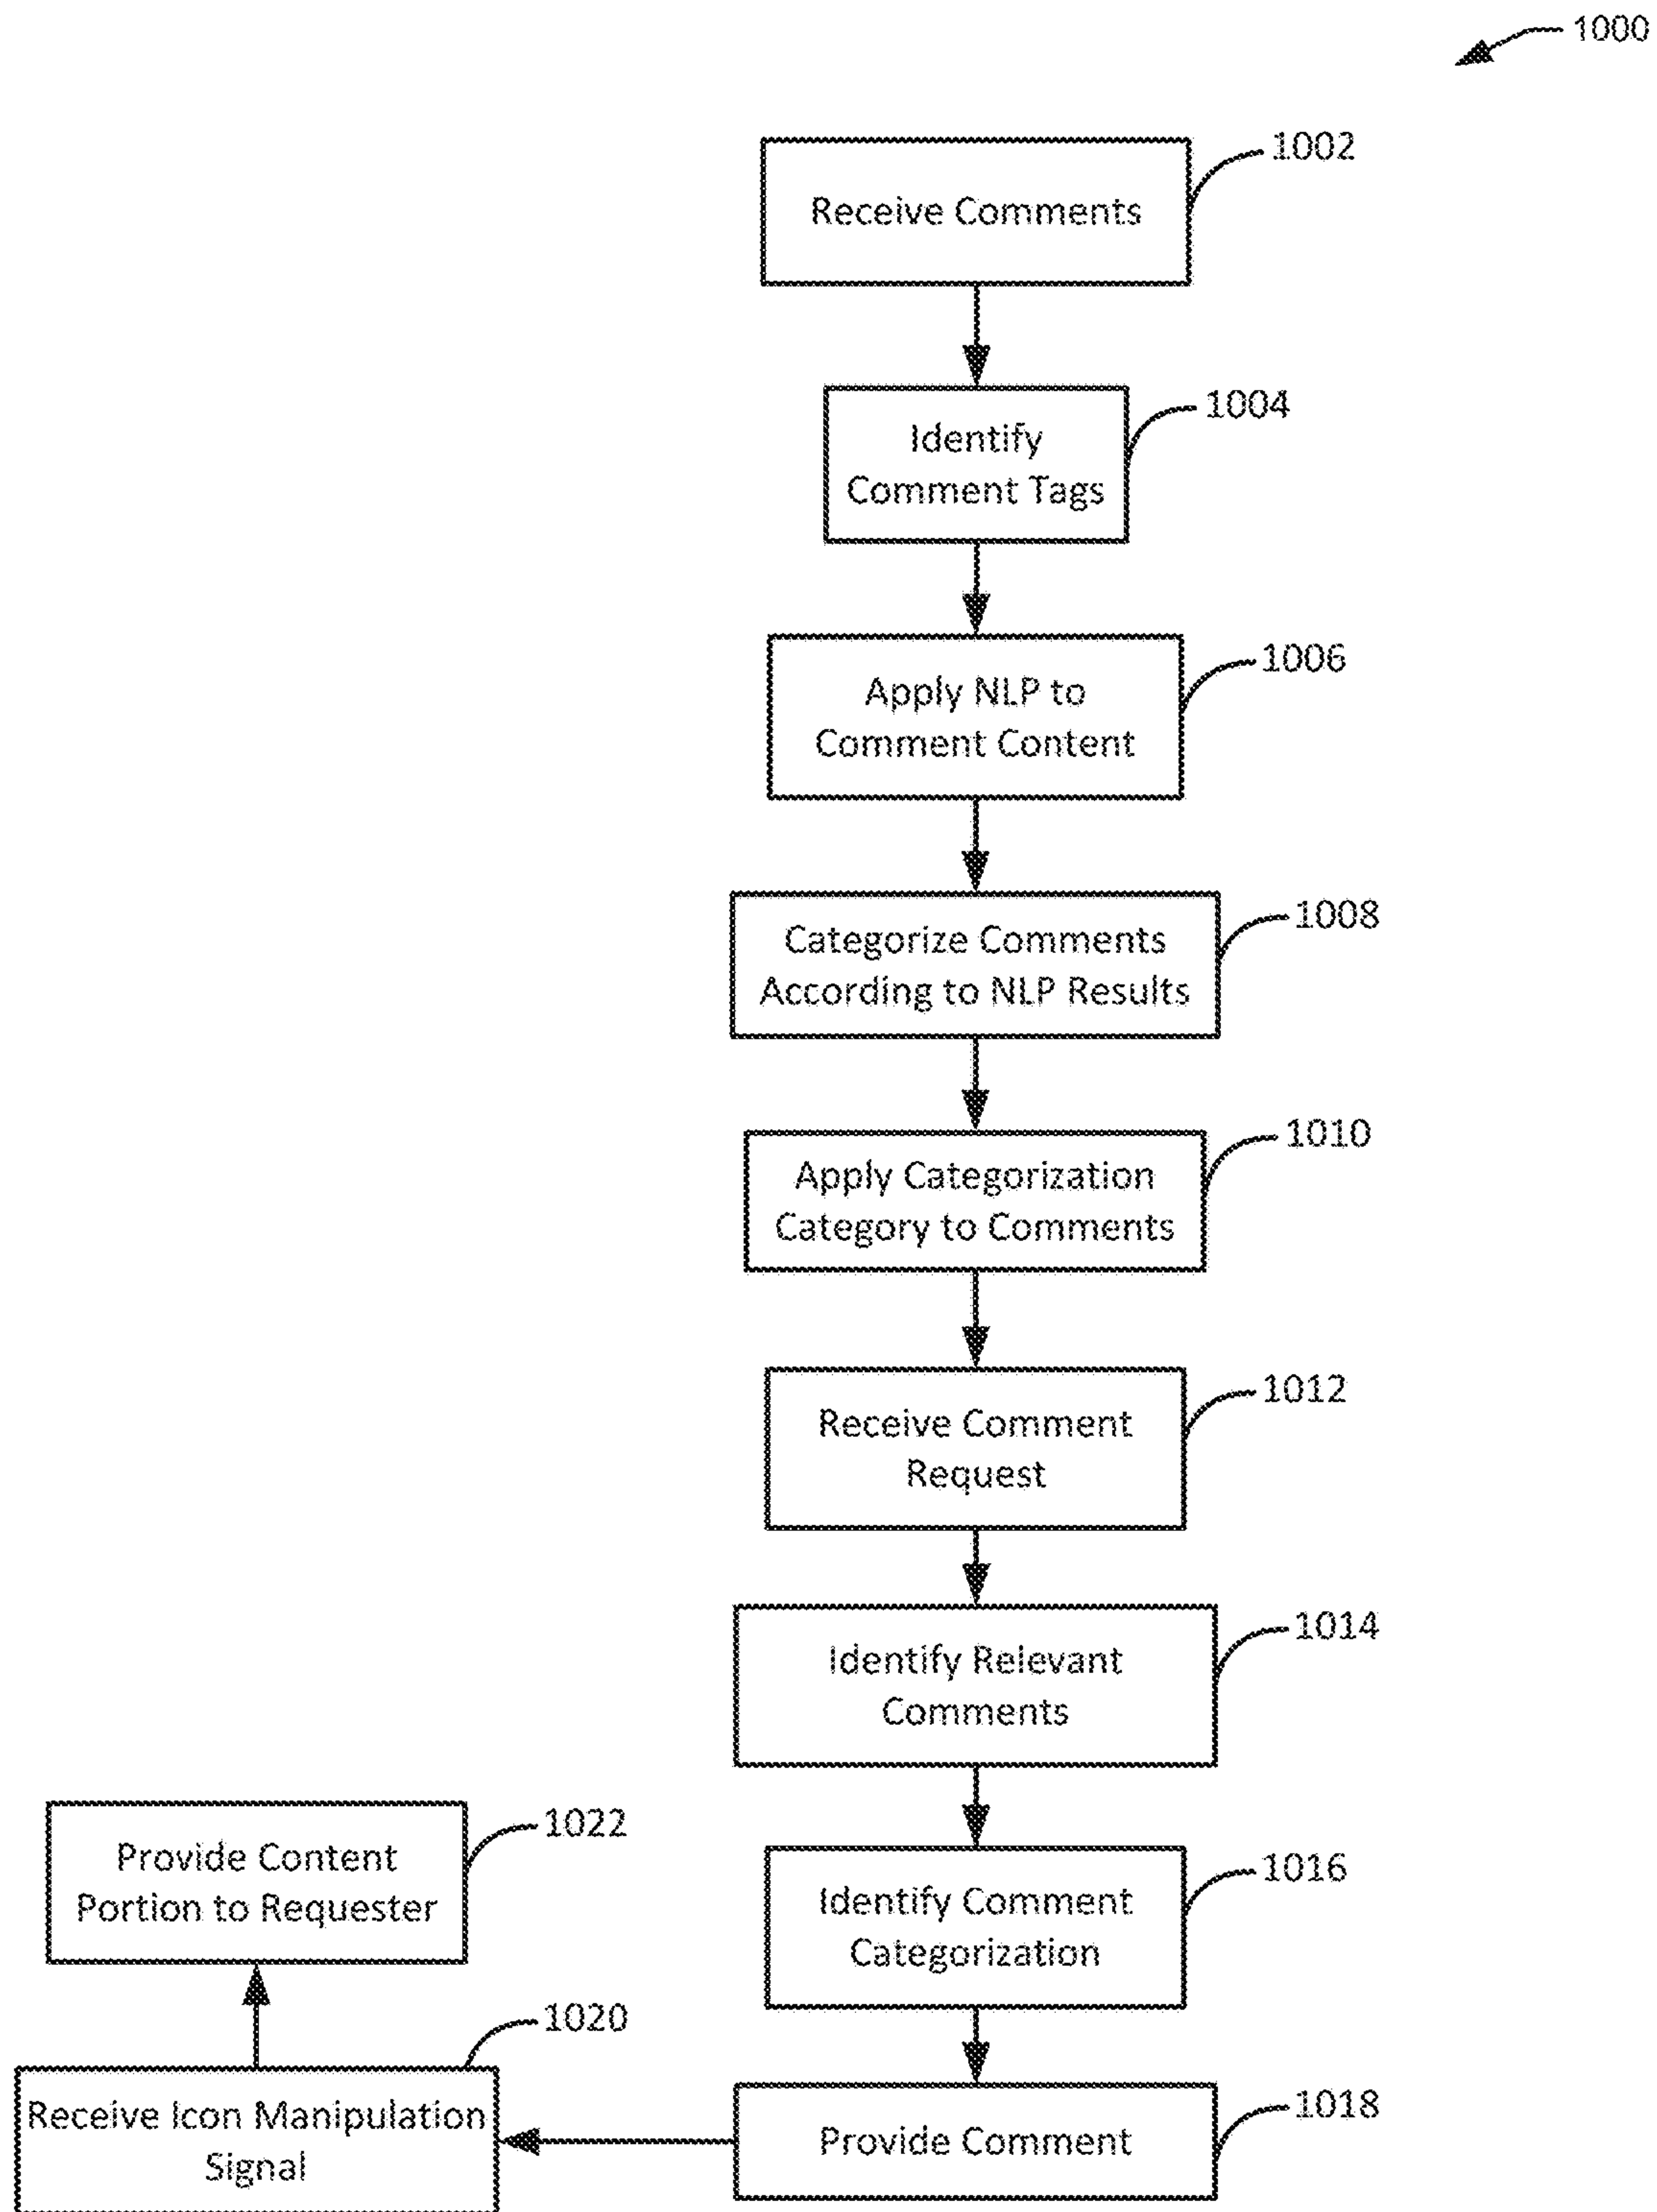 1000
1002
Receive Comments
1004
Identify
Comment Tags
1006
Apply NLP to
Comment Content
1008
Categorize Comments
According to NLP Results
1010
Apply Categorization
Category to Comments
1012
Receive Comment
Request
1014
Identify Relevant
Comments
1016
Identify Comment
Categorization
1018
Provide Comment
1020
Receive Icon Manipulation
Signal
1022
Provide Content
Portion to Requester